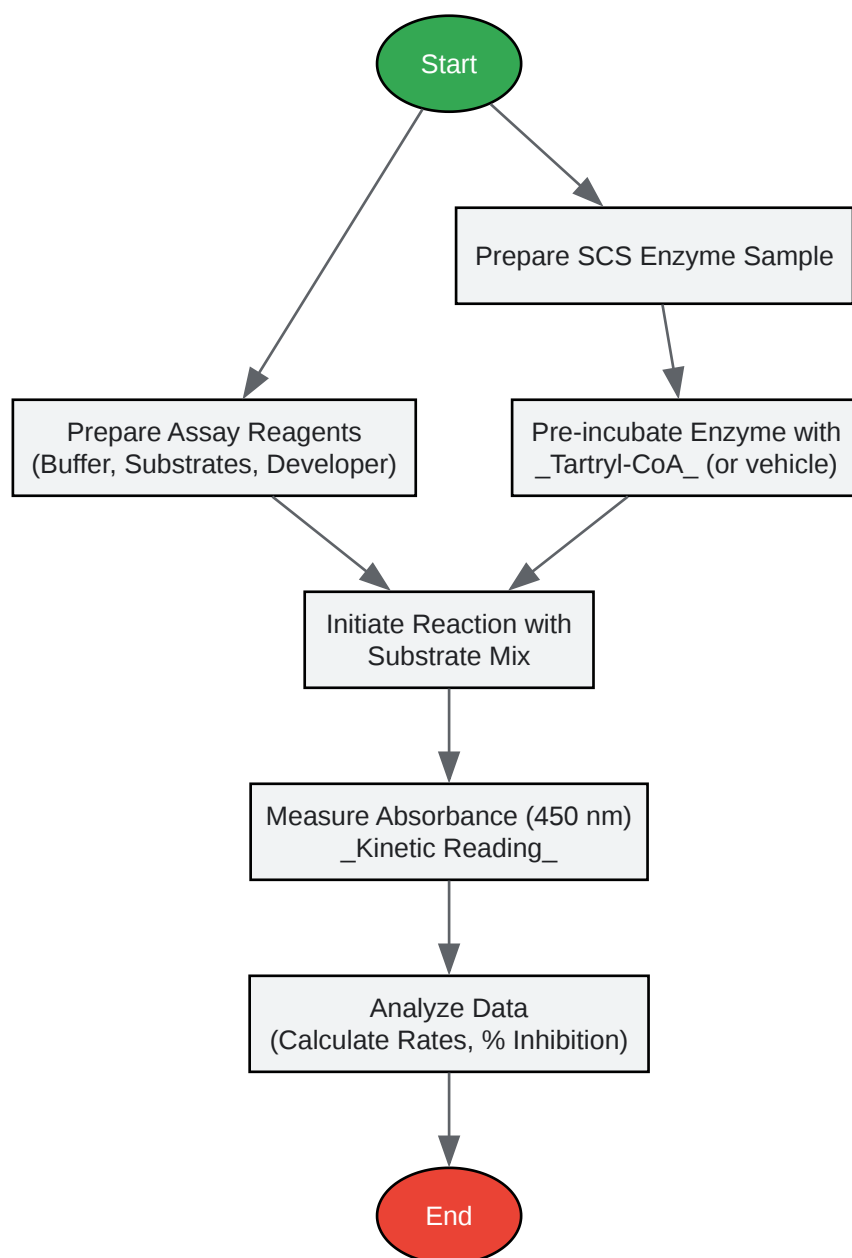 Start
Prepare SCS Enzyme Sample
Prepare Assay Reagents
(Buffer, Substrates, Developer)
Pre-incubate Enzyme with
_Tartryl-CoA_ (or vehicle)
Initiate Reaction with
Substrate Mix
Measure Absorbance (450 nm)
_Kinetic Reading_
Analyze Data
(Calculate Rates, % Inhibition)
End